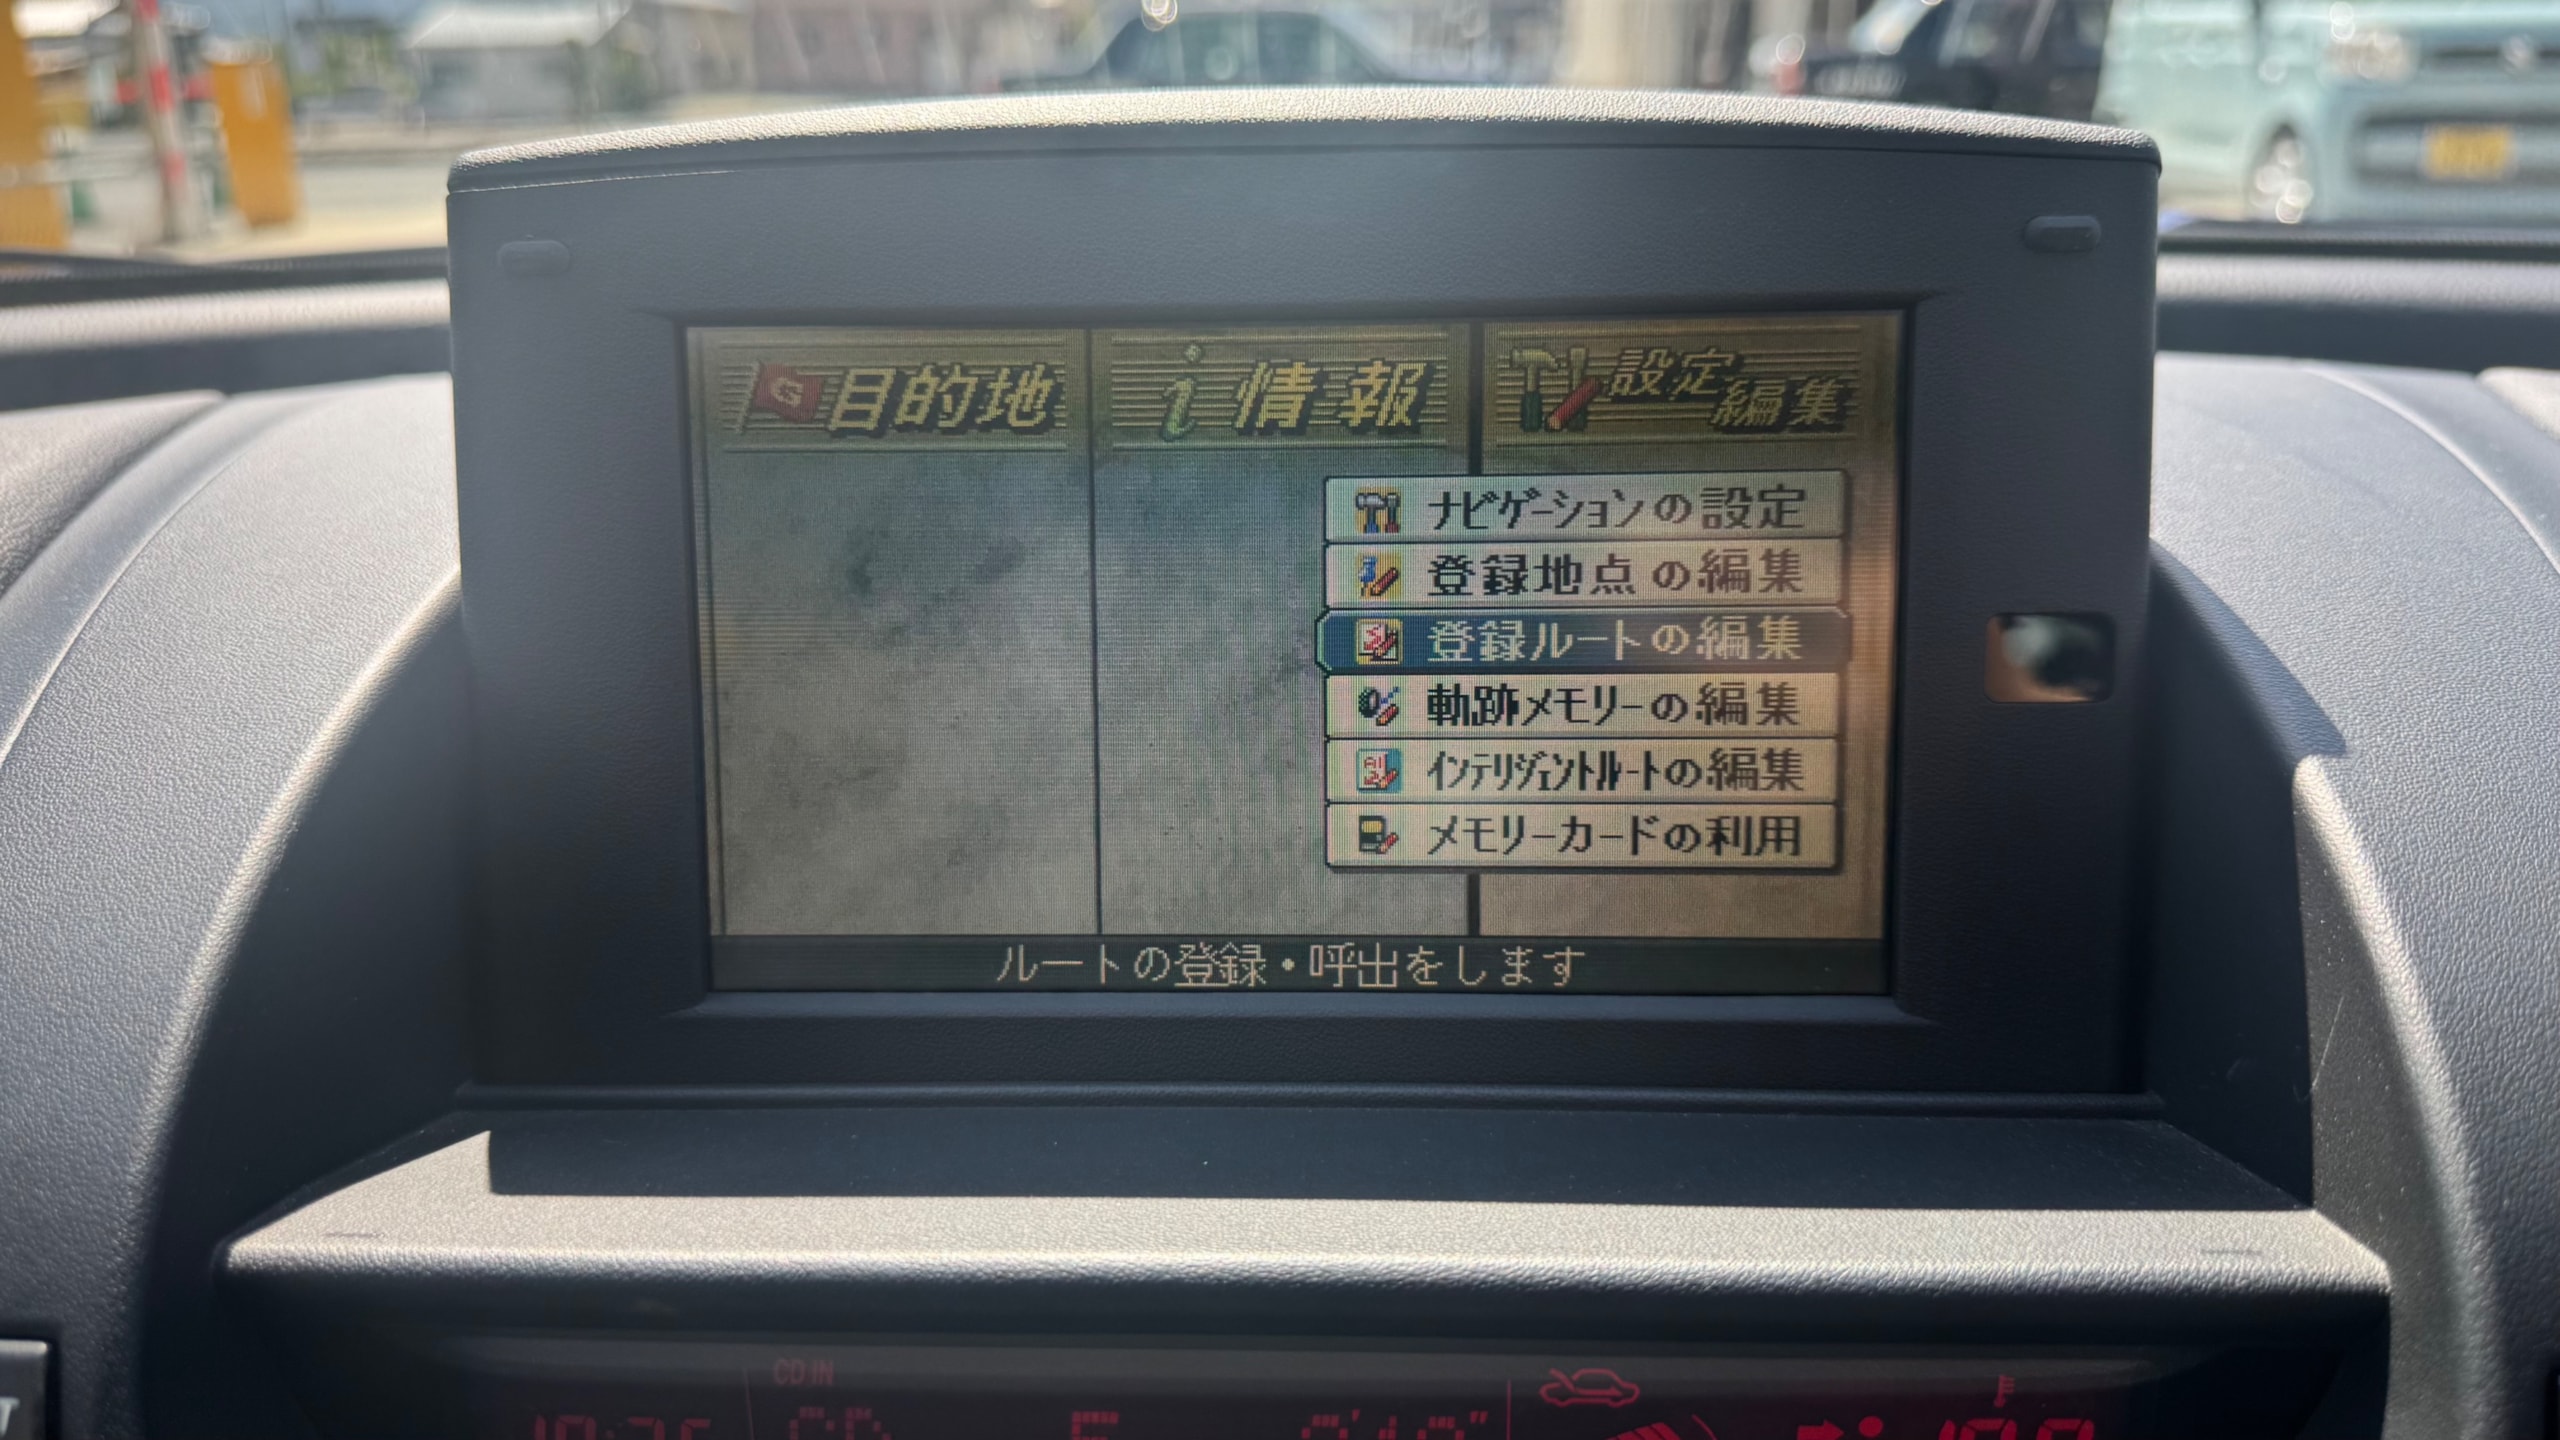 目的地
i 情報
設定
編集
ナビゲーションの設定
登録地点の編集
登録ルートの編集
軌跡メモリーの編集
インテリジェントルートの編集
メモリーカードの利用
ルートの登録・呼出をします
CD IN